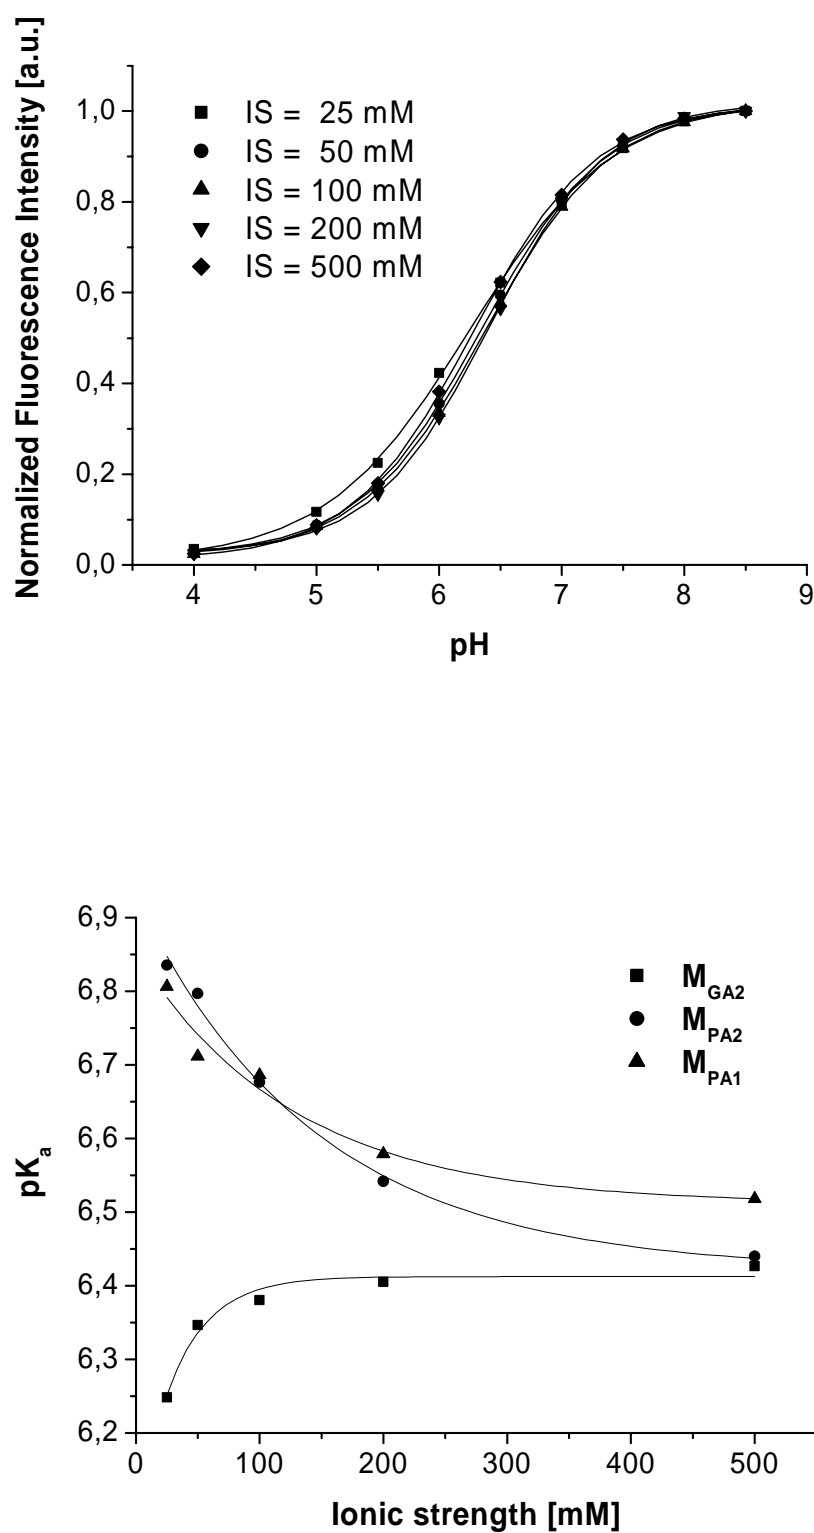 Normalized Fluorescence Intensity [a.u.]
1,0
0,8
0,6
0,4
0,2
0,0
IS = 25 mM
IS = 50 mM
IS = 100 mM
IS = 200 mM
IS = 500 mM
4 5 6 7 8 9
pH
pKa
6,9
6,8
6,7
6,6
6,5
6,4
6,3
6,2
MGA2
MPA2
MPA1
0 100 200 300 400 500
Ionic strength [mM]